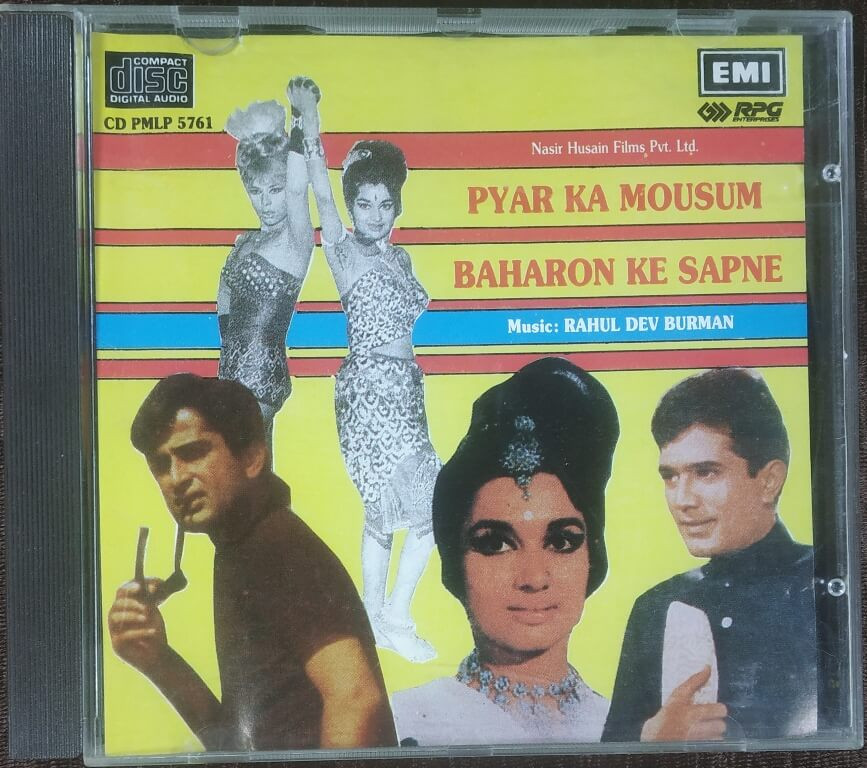 COMPACT
disc
DIGITAL AUDIO
CD PMLP 5761
EMI
RPG
ENTERPRISES
Nasir Husain Films Pvt. Ltd.
PYAR KA MOUSUM
BAHARON KE SAPNE
Music: RAHUL DEV BURMAN